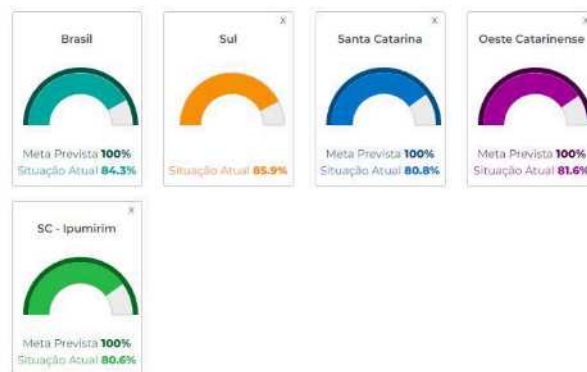 Brasil
Meta Prevista 100%
Situação Atual 84.3%
X
Sul
Situação Atual 85.9%
X
Santa Catarina
Meta Prevista 100%
Situação Atual 80.8%
X
Oeste Catarinense
Meta Prevista 100%
Situação Atual 81.6%
X
SC - Ipumirim
Meta Prevista 100%
Situação Atual 80.6%